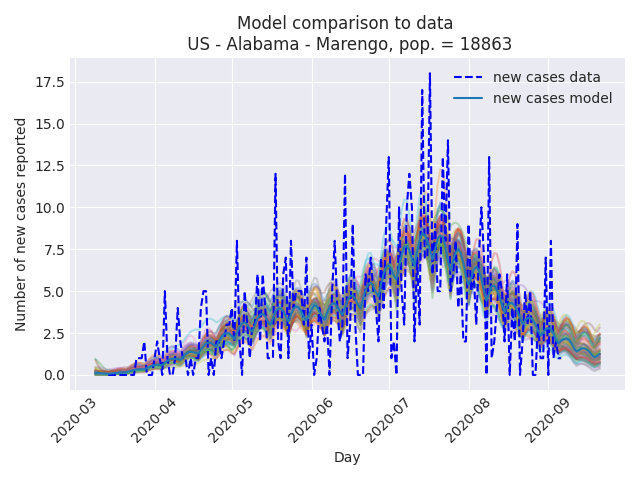 Model comparison to data
US - Alabama - Marengo, pop. = 18863
new cases data
new cases model
Number of new cases reported
17.5
15.0
12.5
10.0
7.5
5.0
2.5
0.0
2020-03
2020-04
2020-05
2020-06
2020-07
2020-08
2020-09
Day